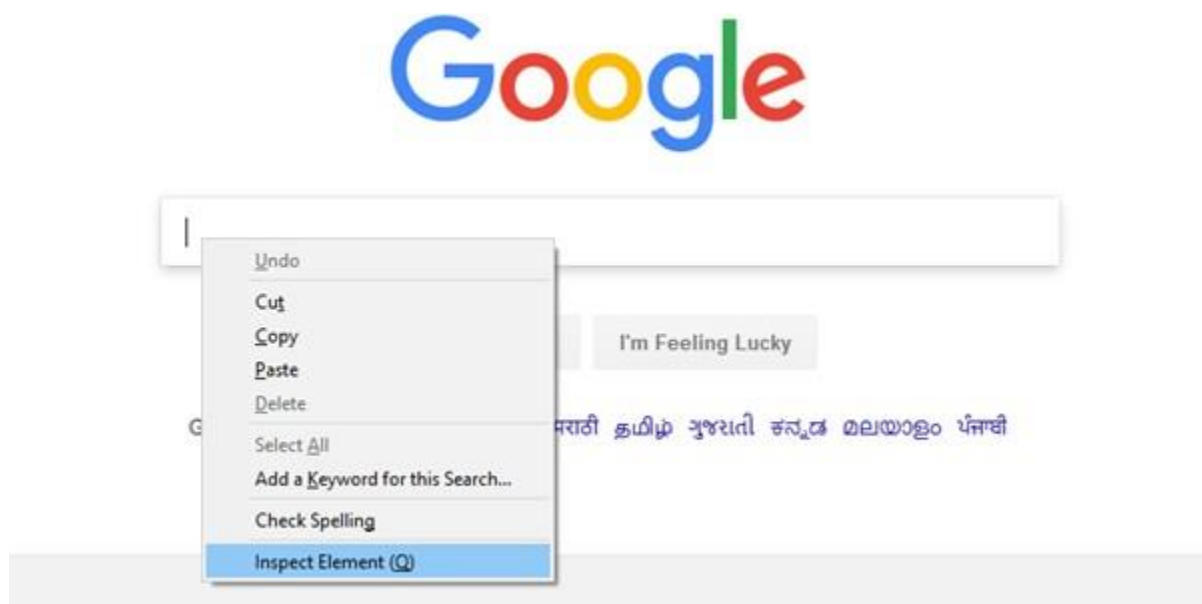 Google
Undo
Cut
Copy
Paste
Delete
Select All
Add a Keyword for this Search...
Check Spelling
Inspect Element (Q)
I'm Feeling Lucky
मराठी தமிழ் ગુજરાતી ಕನ್ನಡ മലയാളം ਪੰਜਾਬੀ